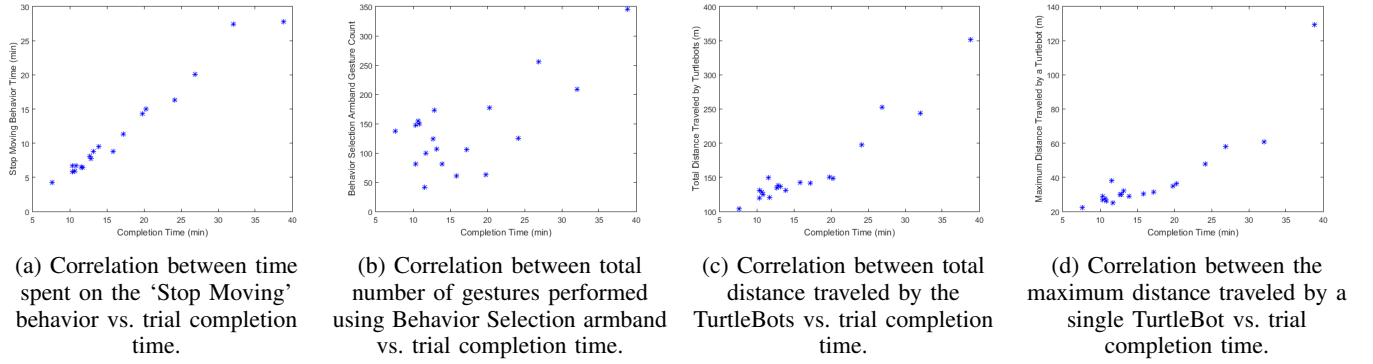 30
25
20
15
10
5
0
5 10 15 20 25 30 35 40
Stop Moving Behavior Time (min)
Completion Time (min)
350
300
250
200
150
100
50
0
5 10 15 20 25 30 35 40
Behavior Selection Armband Gesture Count
Completion Time (min)
400
350
300
250
200
150
100
5 10 15 20 25 30 35 40
Total Distance Traveled by Turtlebots (m)
Completion Time (min)
140
120
100
80
60
40
20
5 10 15 20 25 30 35 40
Maximum Distance Traveled by a Turtlebot (m)
Completion Time (min)
(a) Correlation between time
spent on the ‘Stop Moving’
behavior vs. trial completion
time.
(b) Correlation between total
number of gestures performed
using Behavior Selection armband
vs. trial completion time.
(c) Correlation between total
distance traveled by the
TurtleBots vs. trial completion
time.
(d) Correlation between the
maximum distance traveled by a
single TurtleBot vs. trial
completion time.